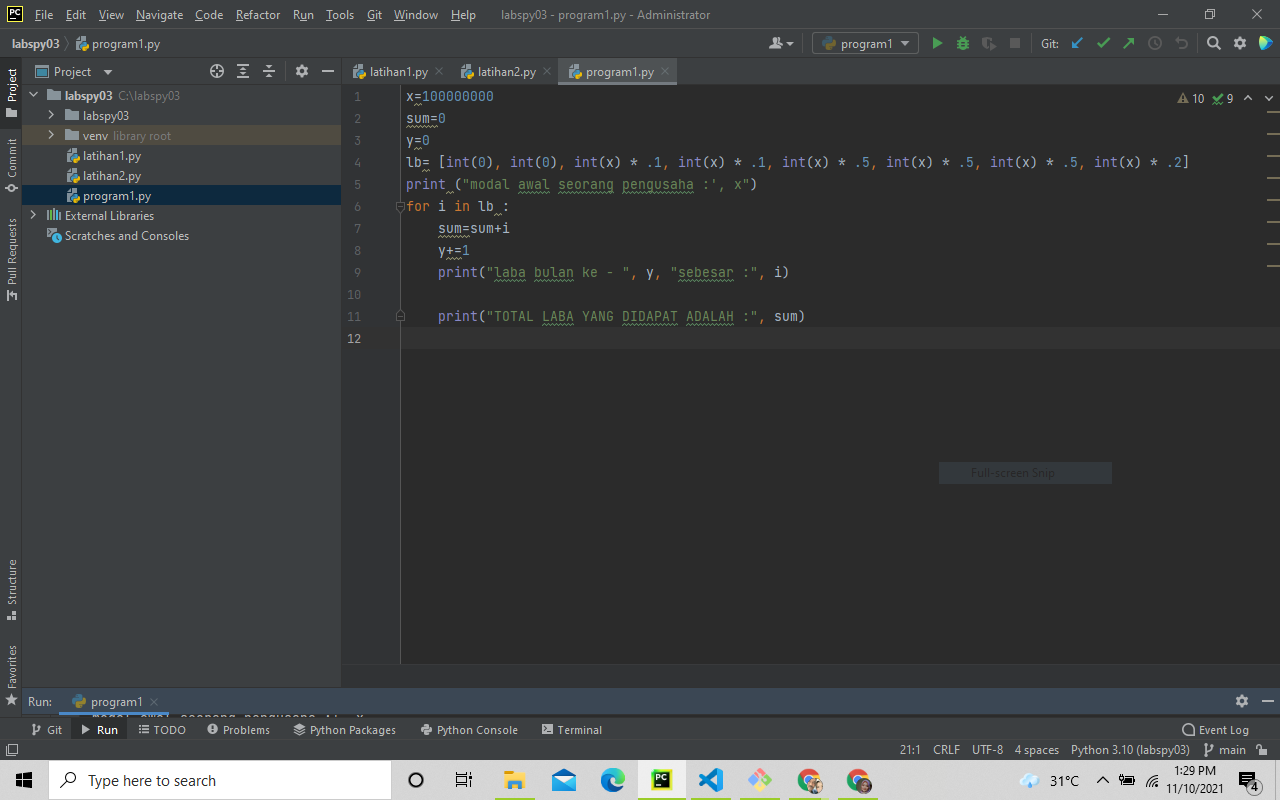 PC File Edit View Navigate Code Refactor Run Tools Git Window Help labspy03 - program1.py - Administrator
labspy03 program1.py program1 Git:
Project latihan1.py latihan2.py program1.py
labspy03 C:\labspy03
labspy03
venv library root
latihan1.py
latihan2.py
program1.py
External Libraries
Scratches and Consoles
Project
Commit
Pull Requests
Structure
Favorites
10 9
1 x=100000000
2 sum=0
3 y=0
4 lb= [int(0), int(0), int(x) * .1, int(x) * .1, int(x) * .5, int(x) * .5, int(x) * .5, int(x) * .2]
5 print ("modal awal seorang pengusaha :', x")
6 for i in lb :
7 sum=sum+i
8 y+=1
9 print("laba bulan ke - ", y, "sebesar :", i)
10
11 print("TOTAL LABA YANG DIDAPAT ADALAH :", sum)
12
Full-screen Snip
Run: program1
Git Run TODO Problems Python Packages Python Console Terminal Event Log
21:1 CRLF UTF-8 4 spaces Python 3.10 (labspy03) main
Type here to search PC 31°C 1:29 PM
11/10/2021 4